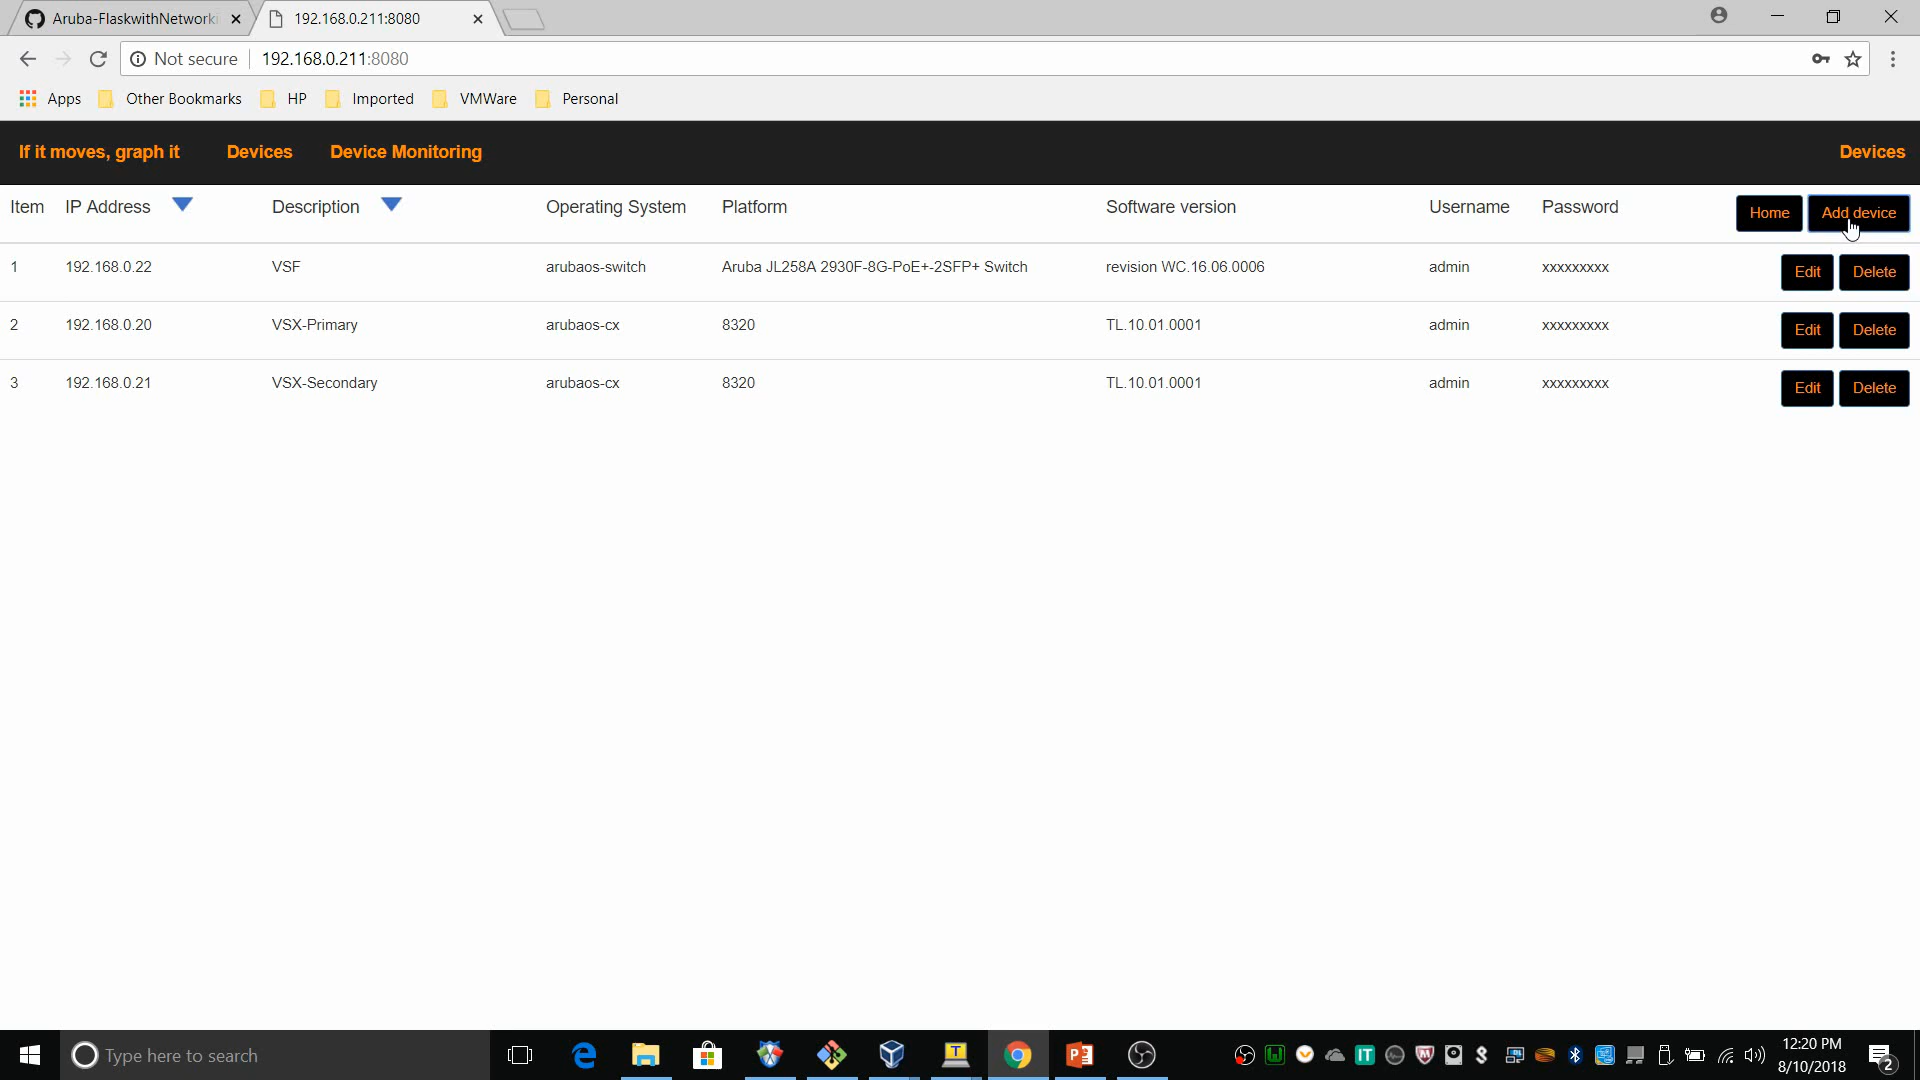 Aruba-FlaskwithNetworki
192.168.0.211:8080
Not secure 192.168.0.211:8080
Apps Other Bookmarks HP Imported VMWare Personal
If it moves, graph it Devices Device Monitoring Devices
Item IP Address Description Operating System Platform Software version Username Password Home Add device
1 192.168.0.22 VSF arubaos-switch Aruba JL258A 2930F-8G-PoE+-2SFP+ Switch revision WC.16.06.0006 admin xxxxxxxxx Edit Delete
2 192.168.0.20 VSX-Primary arubaos-cx 8320 TL.10.01.0001 admin xxxxxxxxx Edit Delete
3 192.168.0.21 VSX-Secondary arubaos-cx 8320 TL.10.01.0001 admin xxxxxxxxx Edit Delete
Type here to search
12:20 PM
8/10/2018
2